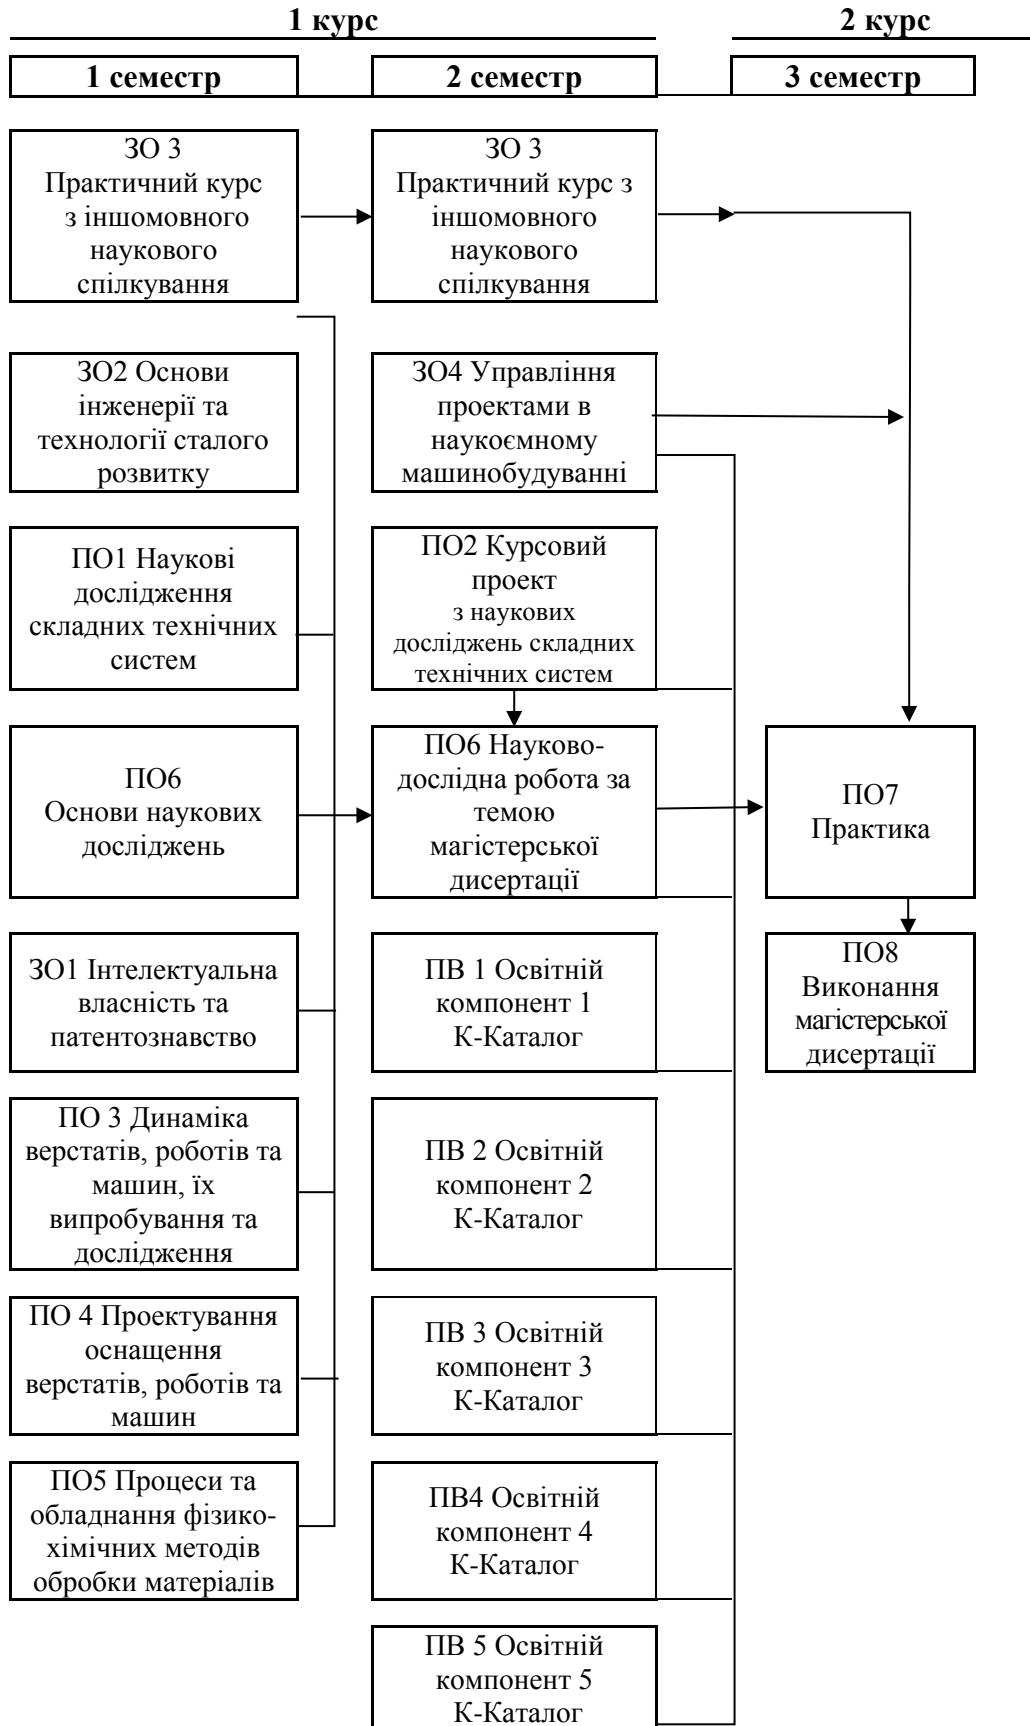 1 курс
2 курс
1 семестр
2 семестр
3 семестр
ЗО 3
Практичний курс
з іншомовного
наукового
спілкування
ЗО 3
Практичний курс з
іншомовного
наукового
спілкування
ЗО2 Основи
інженерії та
технології сталого
розвитку
ЗО4 Управління
проектами в
наукоємному
машинобудуванні
ПО1 Наукові
дослідження
складних технічних
систем
ПО2 Курсовий
проект
з наукових
досліджень складних
технічних систем
ПО6
Основи наукових
досліджень
ПО6 Науково-
дослідна робота за
темою
магістерської
дисертації
ПО7
Практика
ЗО1 Інтелектуальна
власність та
патентознавство
ПВ 1 Освітній
компонент 1
К-Каталог
ПО8
Виконання
магістерської
дисертації
ПО 3 Динаміка
верстатів, роботів та
машин, їх
випробування та
дослідження
ПВ 2 Освітній
компонент 2
К-Каталог
ПО 4 Проектування
оснащення
верстатів, роботів та
машин
ПВ 3 Освітній
компонент 3
К-Каталог
ПО5 Процеси та
обладнання фізико-
хімічних методів
обробки матеріалів
ПВ4 Освітній
компонент 4
К-Каталог
ПВ 5 Освітній
компонент 5
К-Каталог